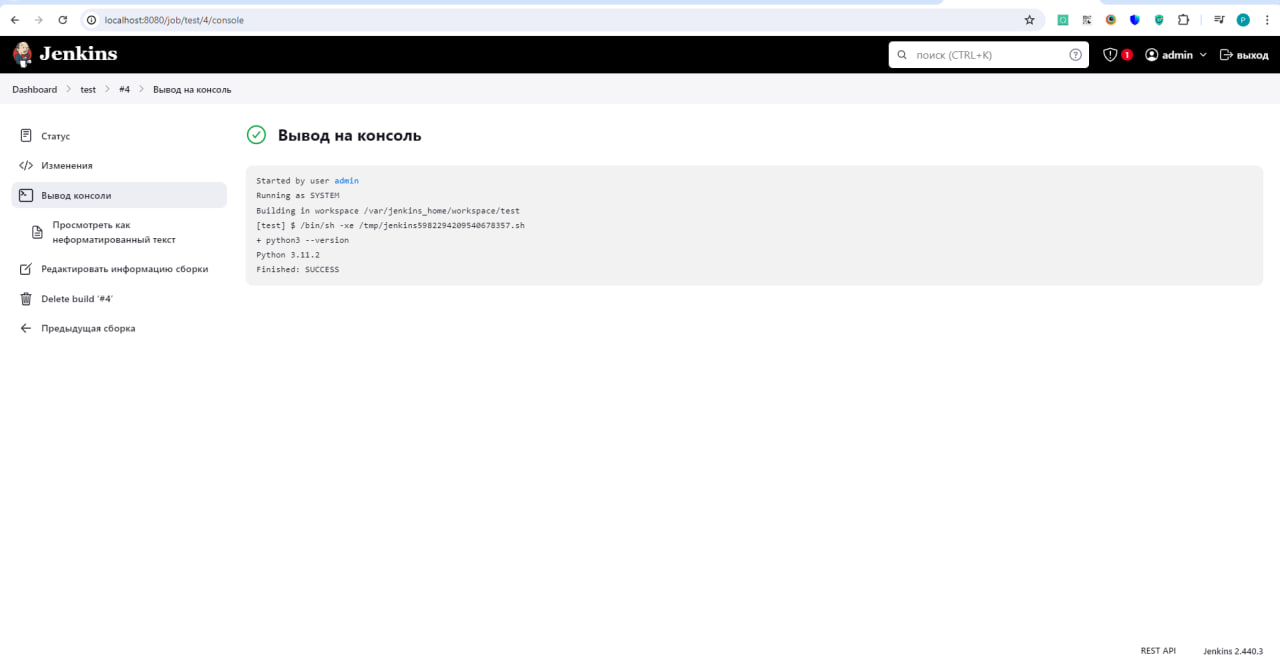 localhost:8080/job/test/4/console
P
Jenkins
поиск (CTRL+K)
1
admin
выход
Dashboard > test > #4 > Вывод на консоль
Статус
Изменения
Вывод консоли
Просмотреть как
неформатированный текст
Редактировать информацию сборки
Delete build ‘#4’
Предыдущая сборка
Вывод на консоль
Started by user admin
Running as SYSTEM
Building in workspace /var/jenkins_home/workspace/test
[test] $ /bin/sh -xe /tmp/jenkins5982294209540678357.sh
+ python3 --version
Python 3.11.2
Finished: SUCCESS
REST API
Jenkins 2.440.3